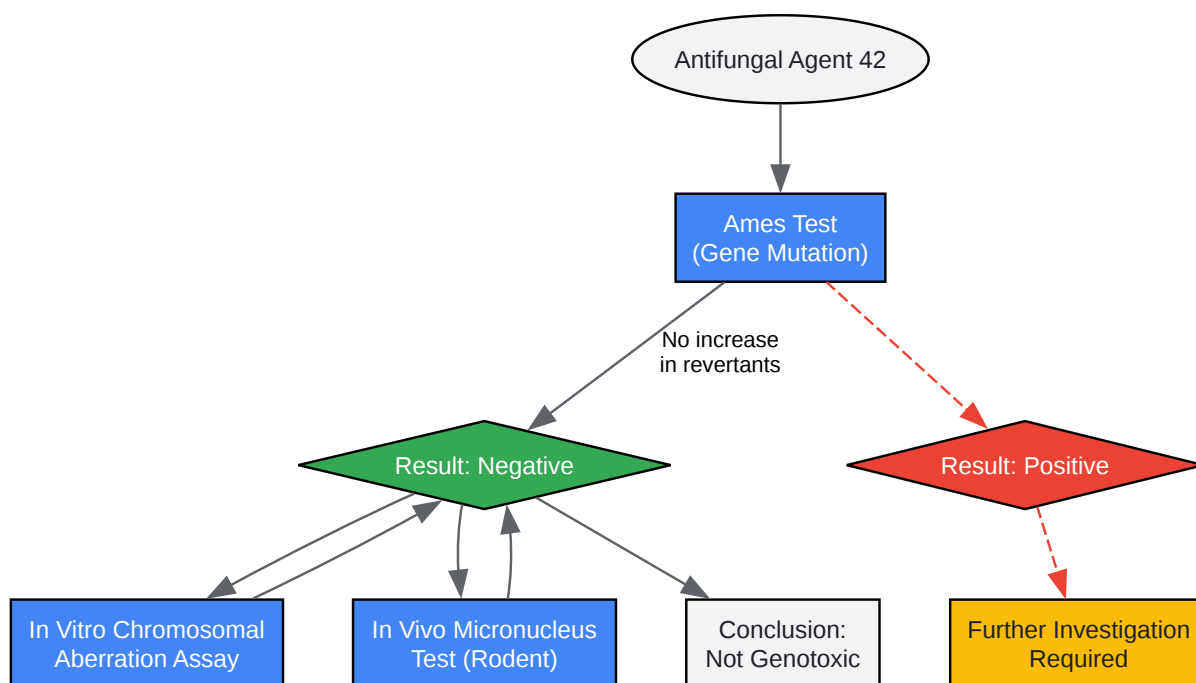 Antifungal Agent 42
Ames Test
(Gene Mutation)
No increase
in revertants
Result: Negative
Result: Positive
In Vitro Chromosomal
Aberration Assay
In Vivo Micronucleus
Test (Rodent)
Conclusion:
Not Genotoxic
Further Investigation
Required